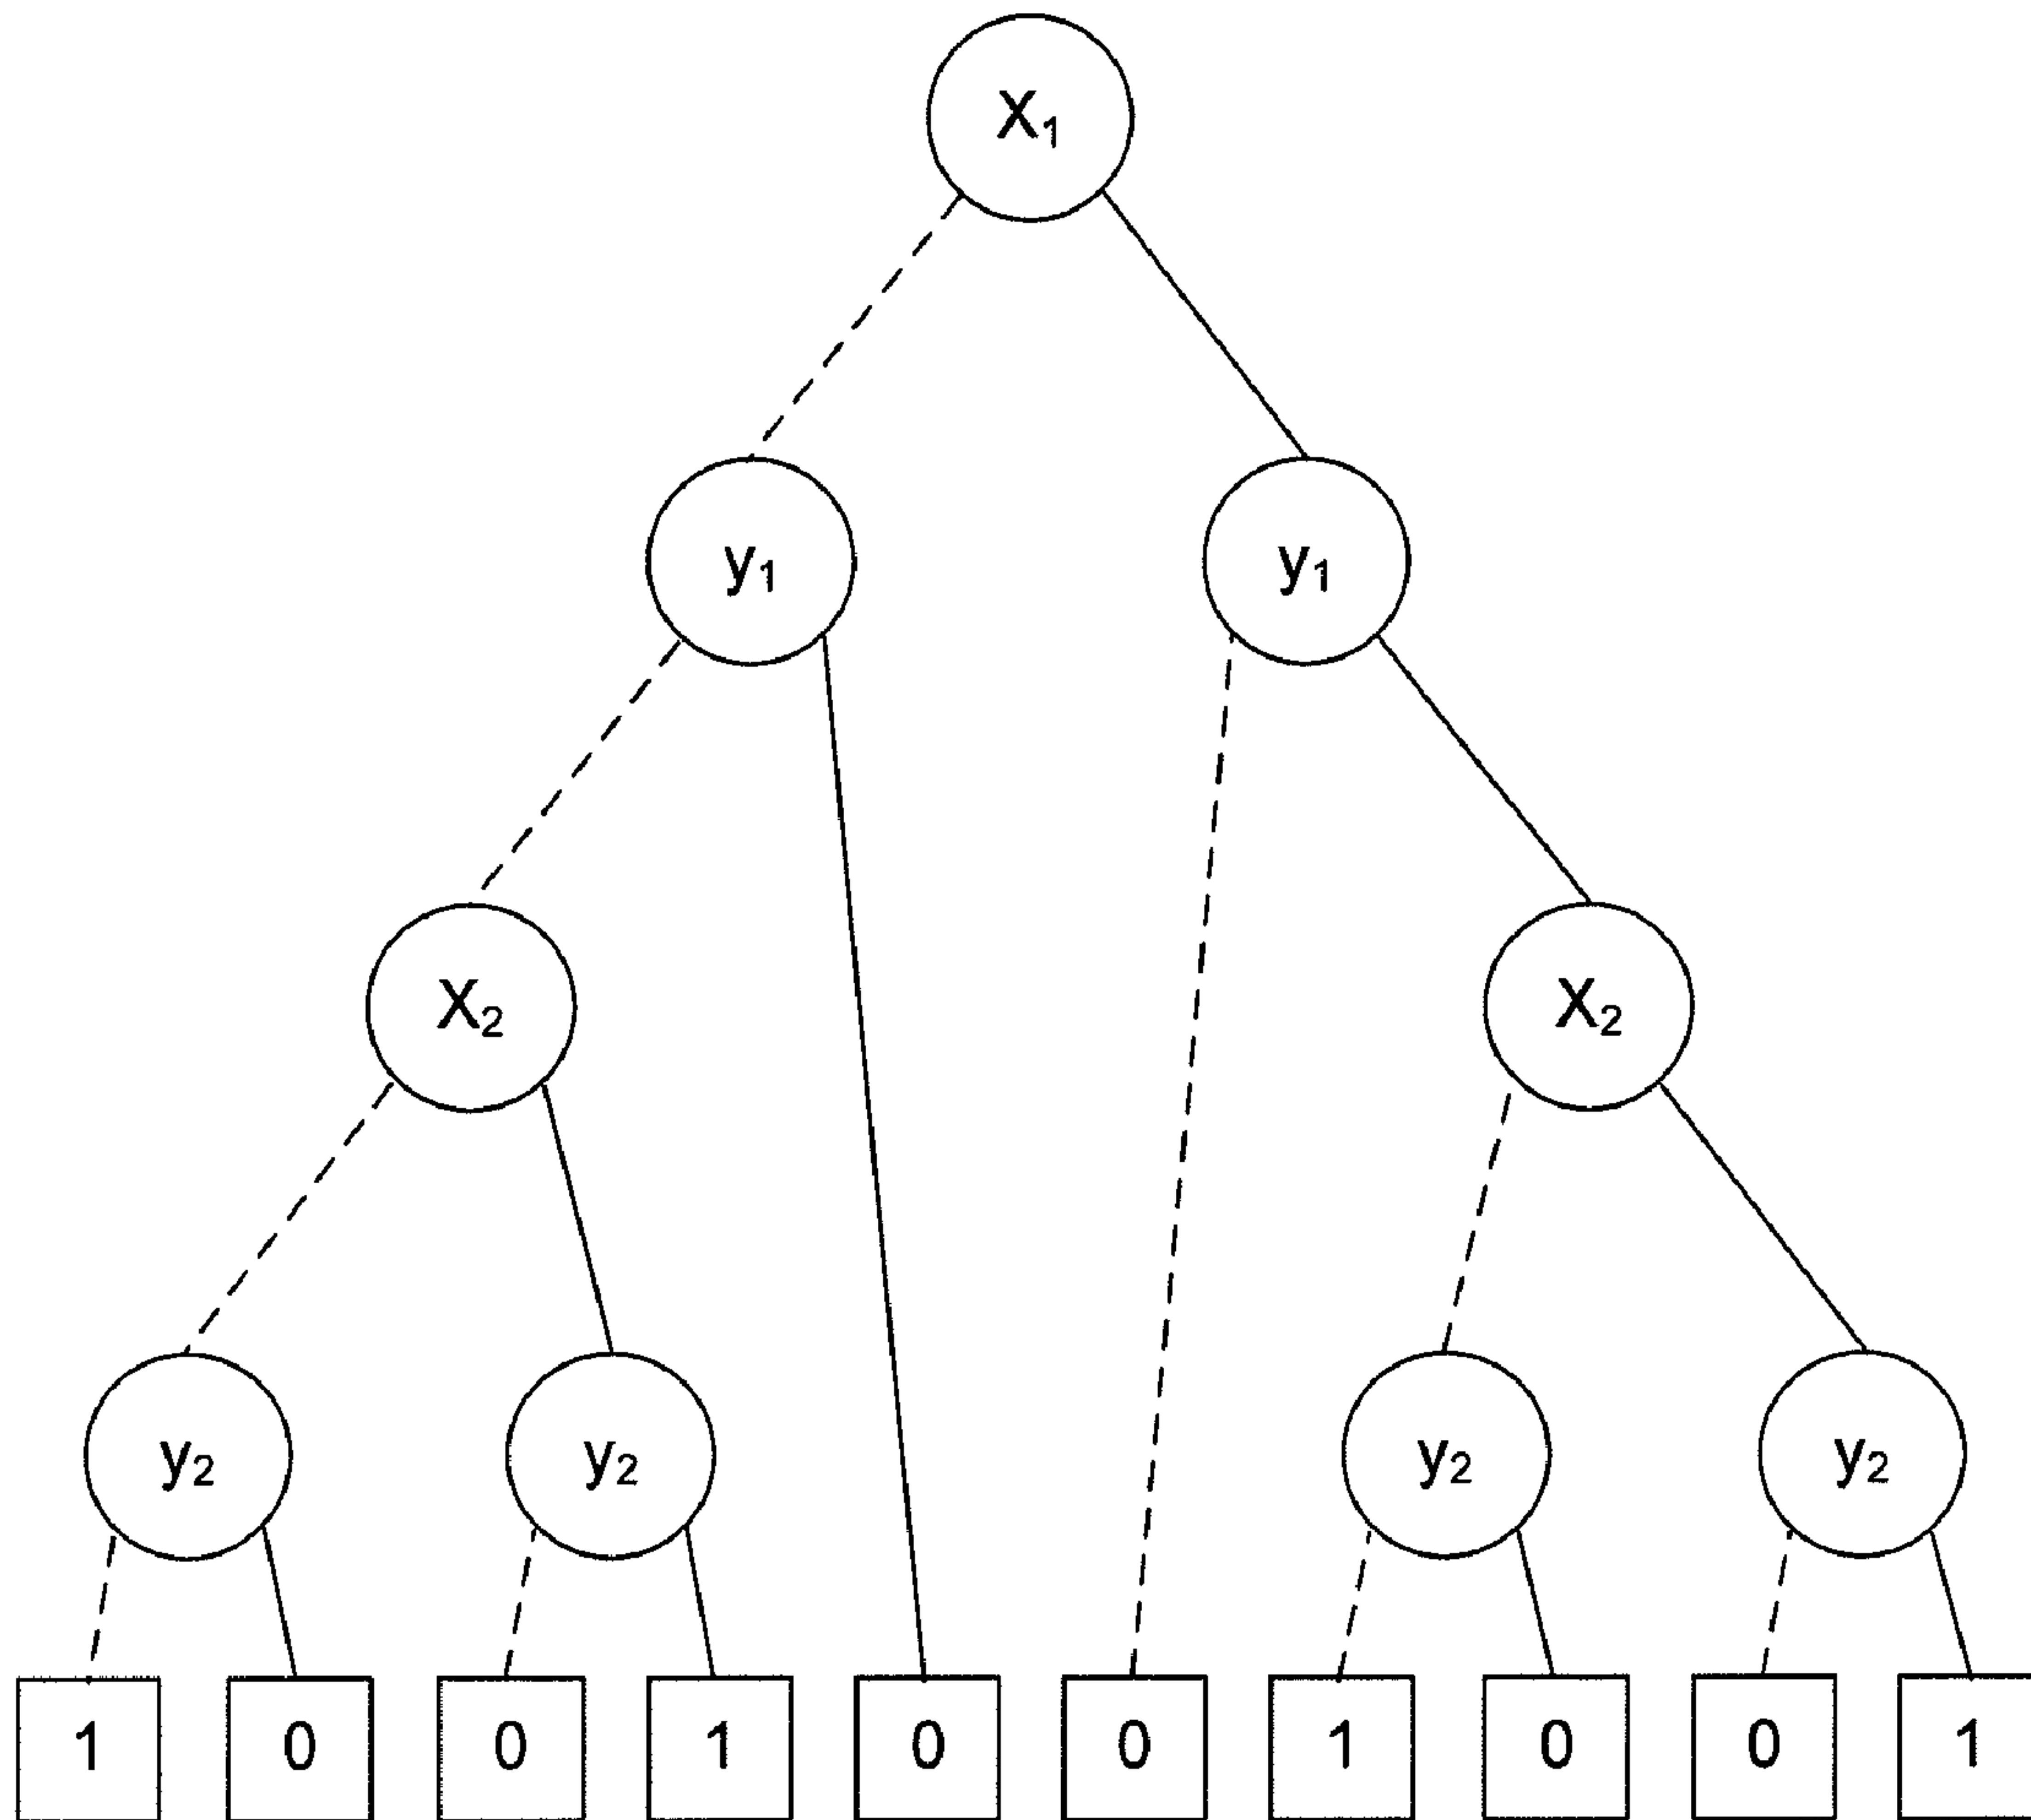 X₁
y₁ y₁
X₂ X₂
y₂ y₂ y₂ y₂
1 0 0 1 0 0 1 0 0 1